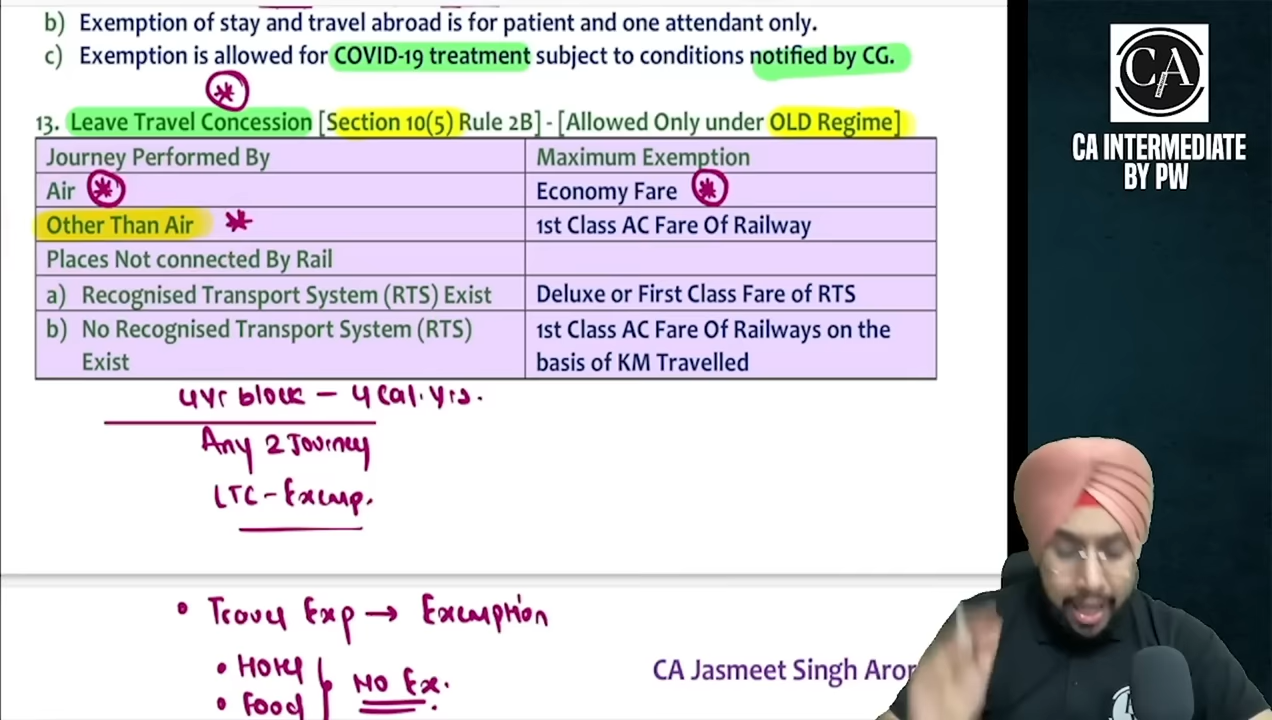 b) Exemption of stay and travel abroad is for patient and one attendant only.
c) Exemption is allowed for COVID-19 treatment subject to conditions notified by CG.
13. Leave Travel Concession [Section 10(5) Rule 2B] - [Allowed Only under OLD Regime]
Journey Performed By Maximum Exemption
Air Economy Fare
Other Than Air 1st Class AC Fare Of Railway
Places Not connected By Rail
a) Recognised Transport System (RTS) Exist Deluxe or First Class Fare of RTS
b) No Recognised Transport System (RTS) Exist 1st Class AC Fare Of Railways on the basis of KM Travelled
4yr block - 4 Cal. Yrs.
Any 2 Journey
LTC - Exemp.
• Travel Exp → Exemption
• Hotel
• Food
NO Ex.
CA Jasmeet Singh Aror
CA
CA INTERMEDIATE
BY PW